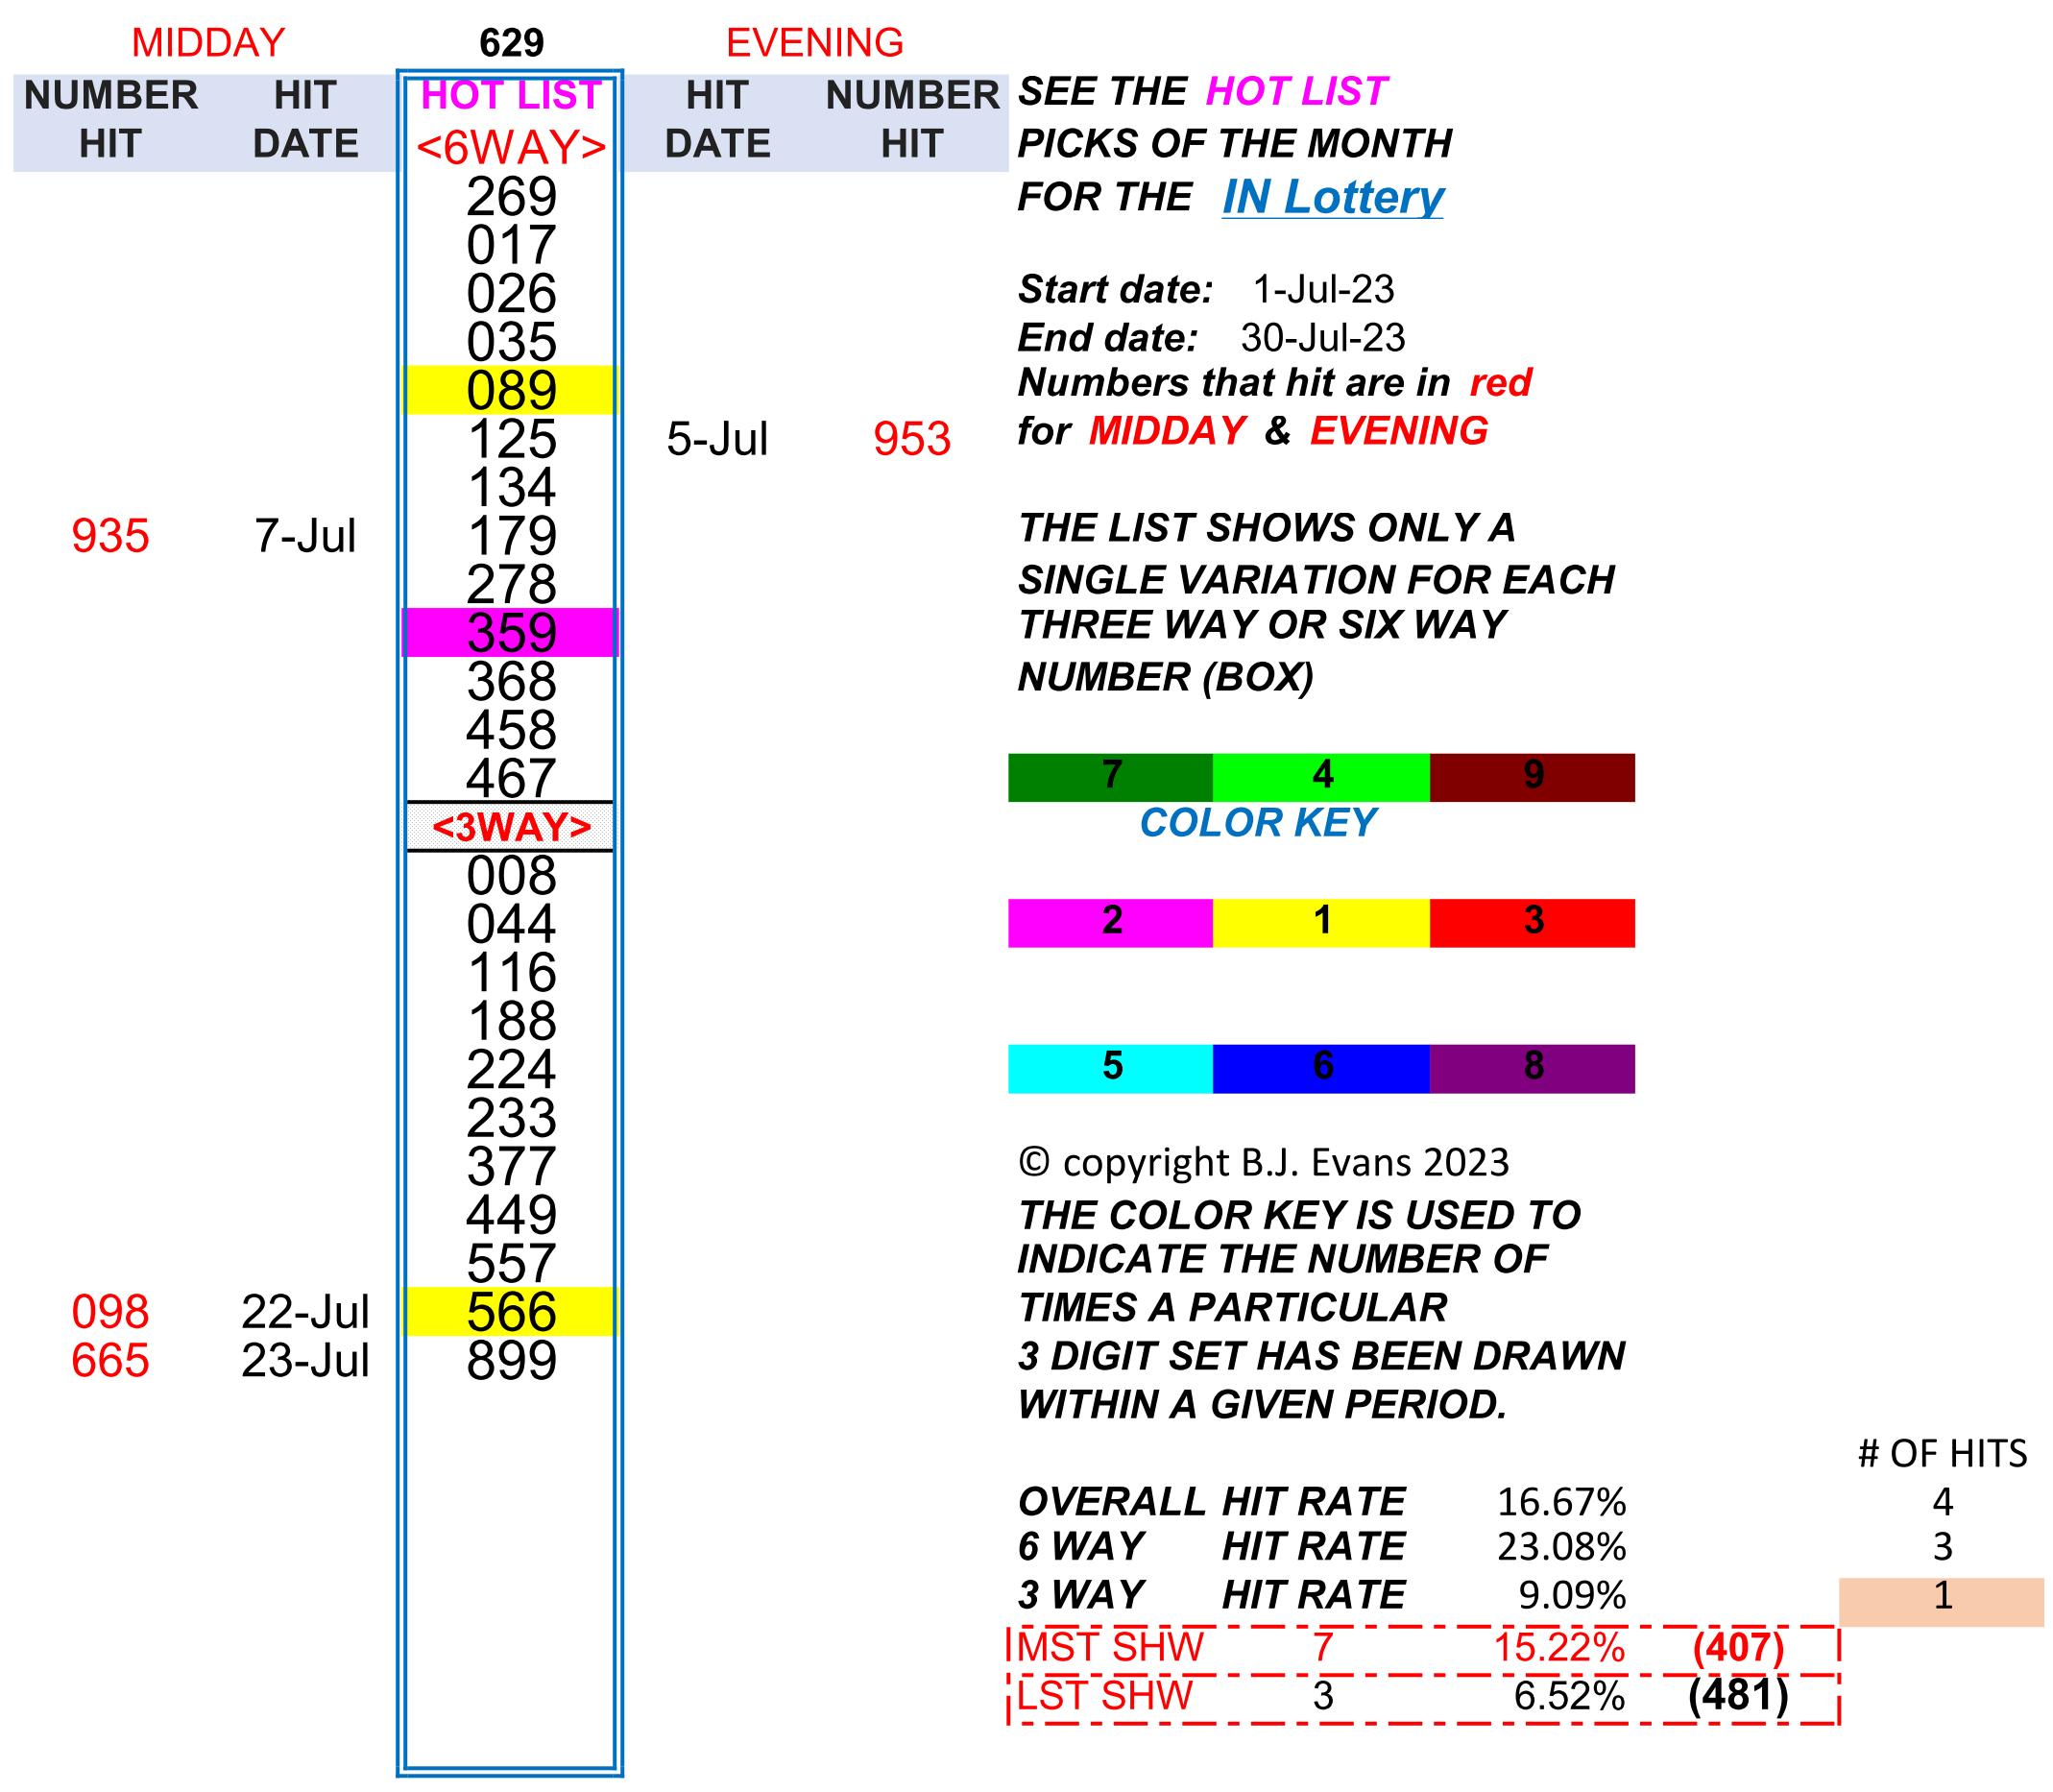 MIDDAY 629 EVENING
NUMBER HIT HOT LIST HIT NUMBER SEE THE HOT LIST
HIT DATE <6WAY> DATE HIT PICKS OF THE MONTH
269 FOR THE IN Lottery
017
026 Start date: 1-Jul-23
035 End date: 30-Jul-23
089 Numbers that hit are in red
125 5-Jul 953 for MIDDAY & EVENING
134
935 7-Jul 179 THE LIST SHOWS ONLY A
278 SINGLE VARIATION FOR EACH
359 THREE WAY OR SIX WAY
368 NUMBER (BOX)
458
467 7 4 9
<3WAY> COLOR KEY
008
044 2 1 3
116
188
224 5 6 8
233
377 © copyright B.J. Evans 2023
449 THE COLOR KEY IS USED TO
557 INDICATE THE NUMBER OF
098 22-Jul 566 TIMES A PARTICULAR
665 23-Jul 899 3 DIGIT SET HAS BEEN DRAWN
WITHIN A GIVEN PERIOD.
# OF HITS
OVERALL HIT RATE 16.67% 4
6 WAY HIT RATE 23.08% 3
3 WAY HIT RATE 9.09% 1
MST SHW 7 15.22% (407)
LST SHW 3 6.52% (481)